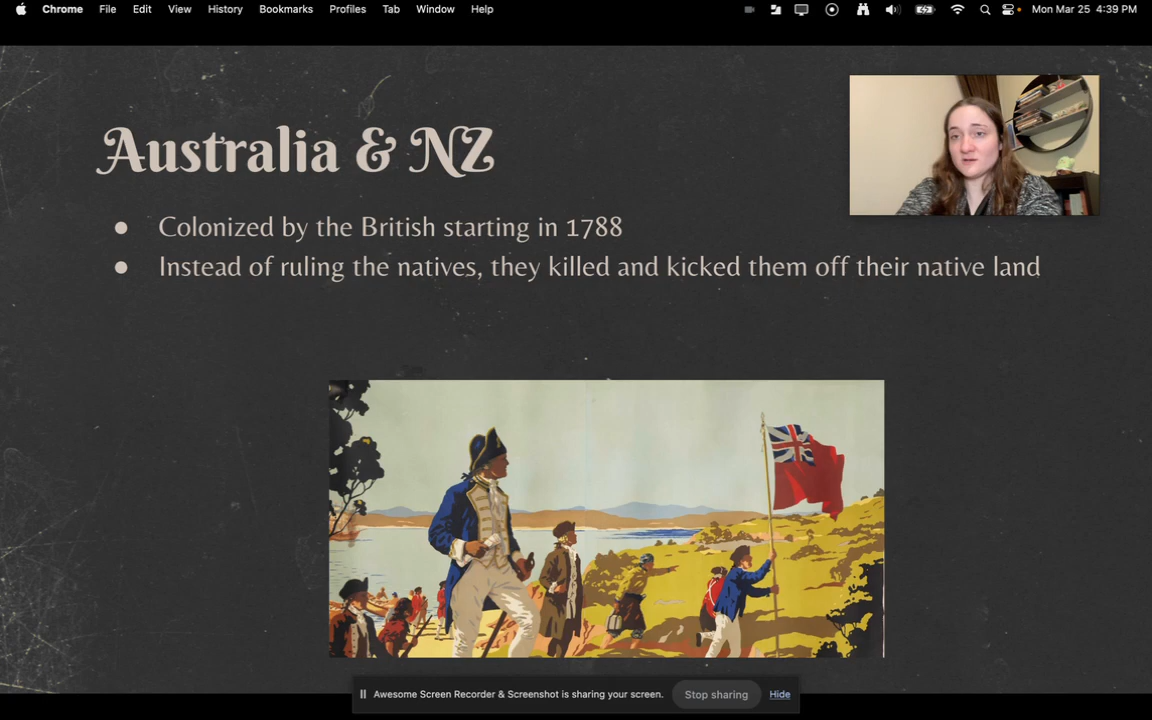 Chrome File Edit View History Bookmarks Profiles Tab Window Help Mon Mar 25 4:39 PM
Australia & NZ
● Colonized by the British starting in 1788
● Instead of ruling the natives, they killed and kicked them off their native land
Awesome Screen Recorder & Screenshot is sharing your screen. Stop sharing Hide